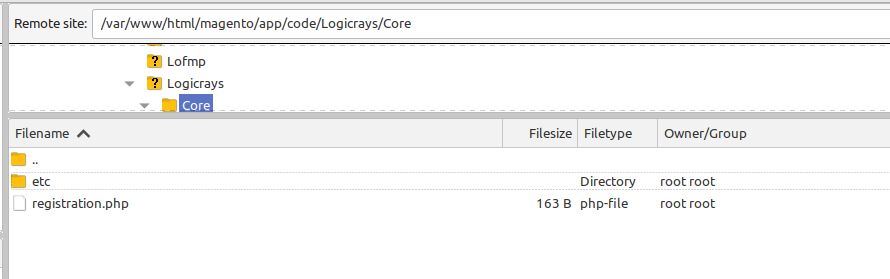 Remote site: /var/www/html/magento/app/code/Logicrays/Core
? Lofmp
? Logicrays
Core
Filename Filesize Filetype Owner/Group
..
etc Directory root root
registration.php 163 B php-file root root